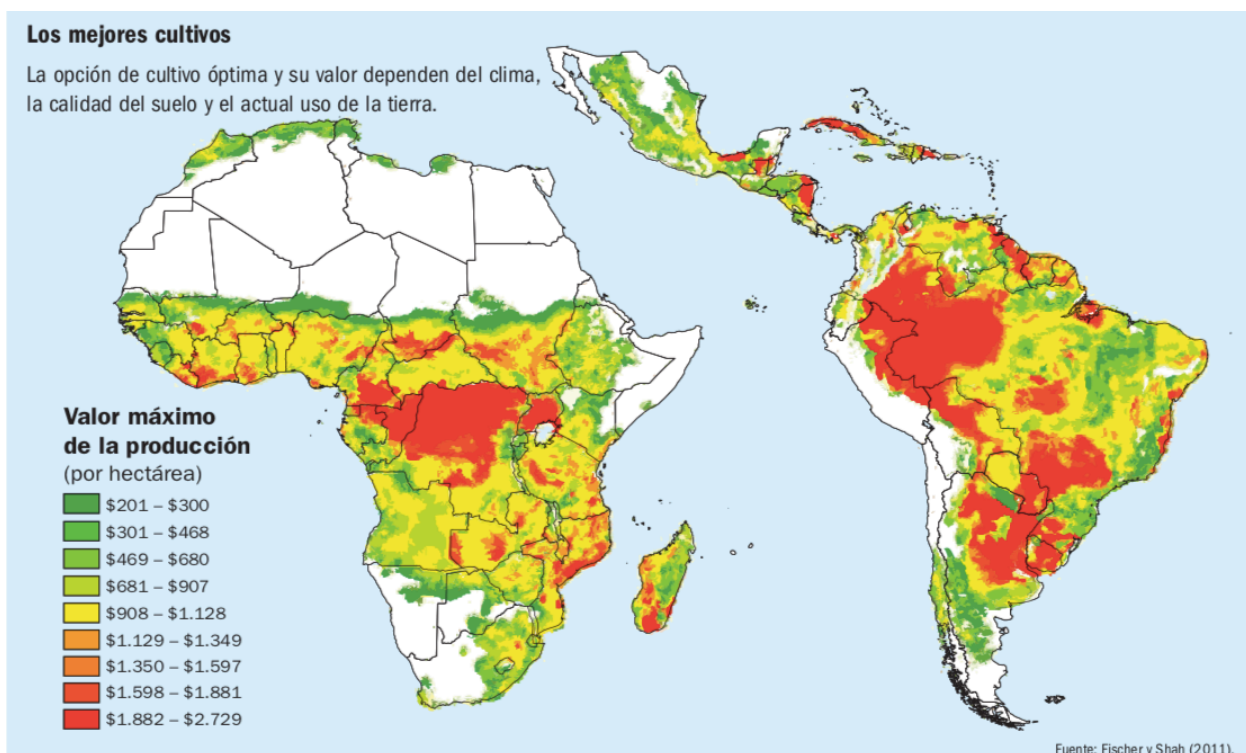 Los mejores cultivos
La opción de cultivo óptima y su valor dependen del clima,
la calidad del suelo y el actual uso de la tierra.
Valor máximo
de la producción
(por hectárea)
$201 – $300
$301 – $468
$469 – $680
$681 – $907
$908 – $1.128
$1.129 – $1.349
$1.350 – $1.597
$1.598 – $1.881
$1.882 – $2.729
Fuente: Fischer y Shah (2011).